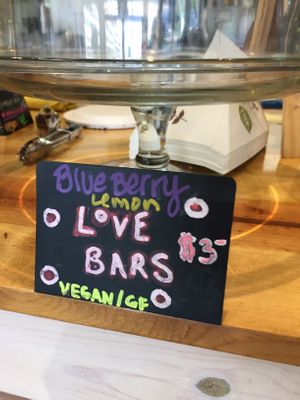 Blueberry
Lemon
LOVE
BARS
$3-
VEGAN/GF